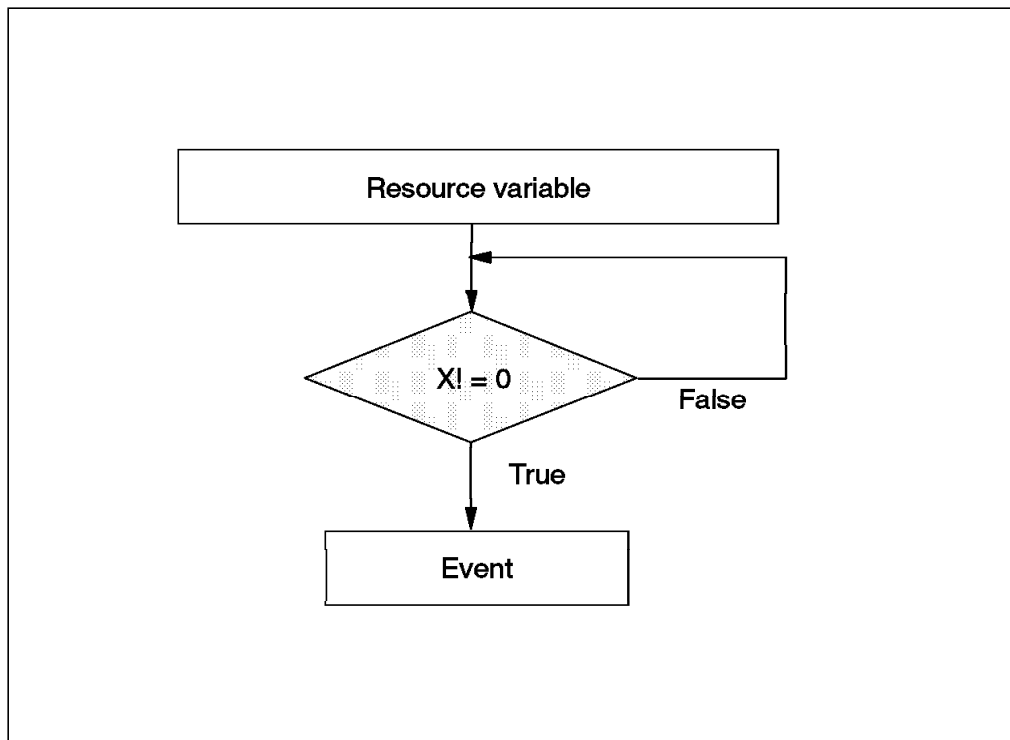 Resource variable
X! = 0
False
True
Event